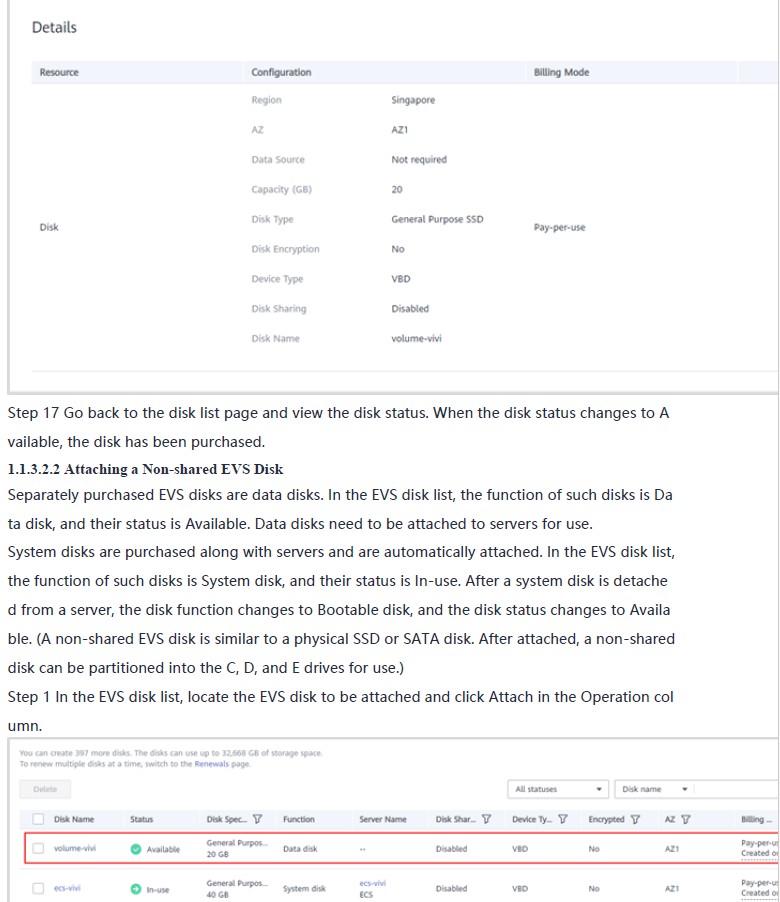 Details
Resource Configuration Billing Mode
Region Singapore
AZ AZ1
Data Source Not required
Capacity (GB) 20
Disk Type General Purpose SSD
Disk Pay-per-use
Disk Encryption No
Device Type VBD
Disk Sharing Disabled
Disk Name volume-vivi
Step 17 Go back to the disk list page and view the disk status. When the disk status changes to A
vailable, the disk has been purchased.
1.1.3.2.2 Attaching a Non-shared EVS Disk
Separately purchased EVS disks are data disks. In the EVS disk list, the function of such disks is Da
ta disk, and their status is Available. Data disks need to be attached to servers for use.
System disks are purchased along with servers and are automatically attached. In the EVS disk list,
the function of such disks is System disk, and their status is In-use. After a system disk is detache
d from a server, the disk function changes to Bootable disk, and the disk status changes to Availa
ble. (A non-shared EVS disk is similar to a physical SSD or SATA disk. After attached, a non-shared
disk can be partitioned into the C, D, and E drives for use.)
Step 1 In the EVS disk list, locate the EVS disk to be attached and click Attach in the Operation col
umn.
You can create 397 more disks. The disks can use up to 32,668 GB of storage space.
To renew multiple disks at a time, switch to the Renewals page.
Delete All statuses Disk name
Disk Name Status Disk Spec... Function Server Name Disk Shar... Device Ty... Encrypted AZ Billing ...
volume-vivi Available General Purpos... Data disk -- Disabled VBD No AZ1 Pay-per-u
20 GB Created o
ecs-vivi In-use General Purpos... System disk ecs-vivi Disabled VBD No AZ1 Pay-per-u
40 GB ECS Created o